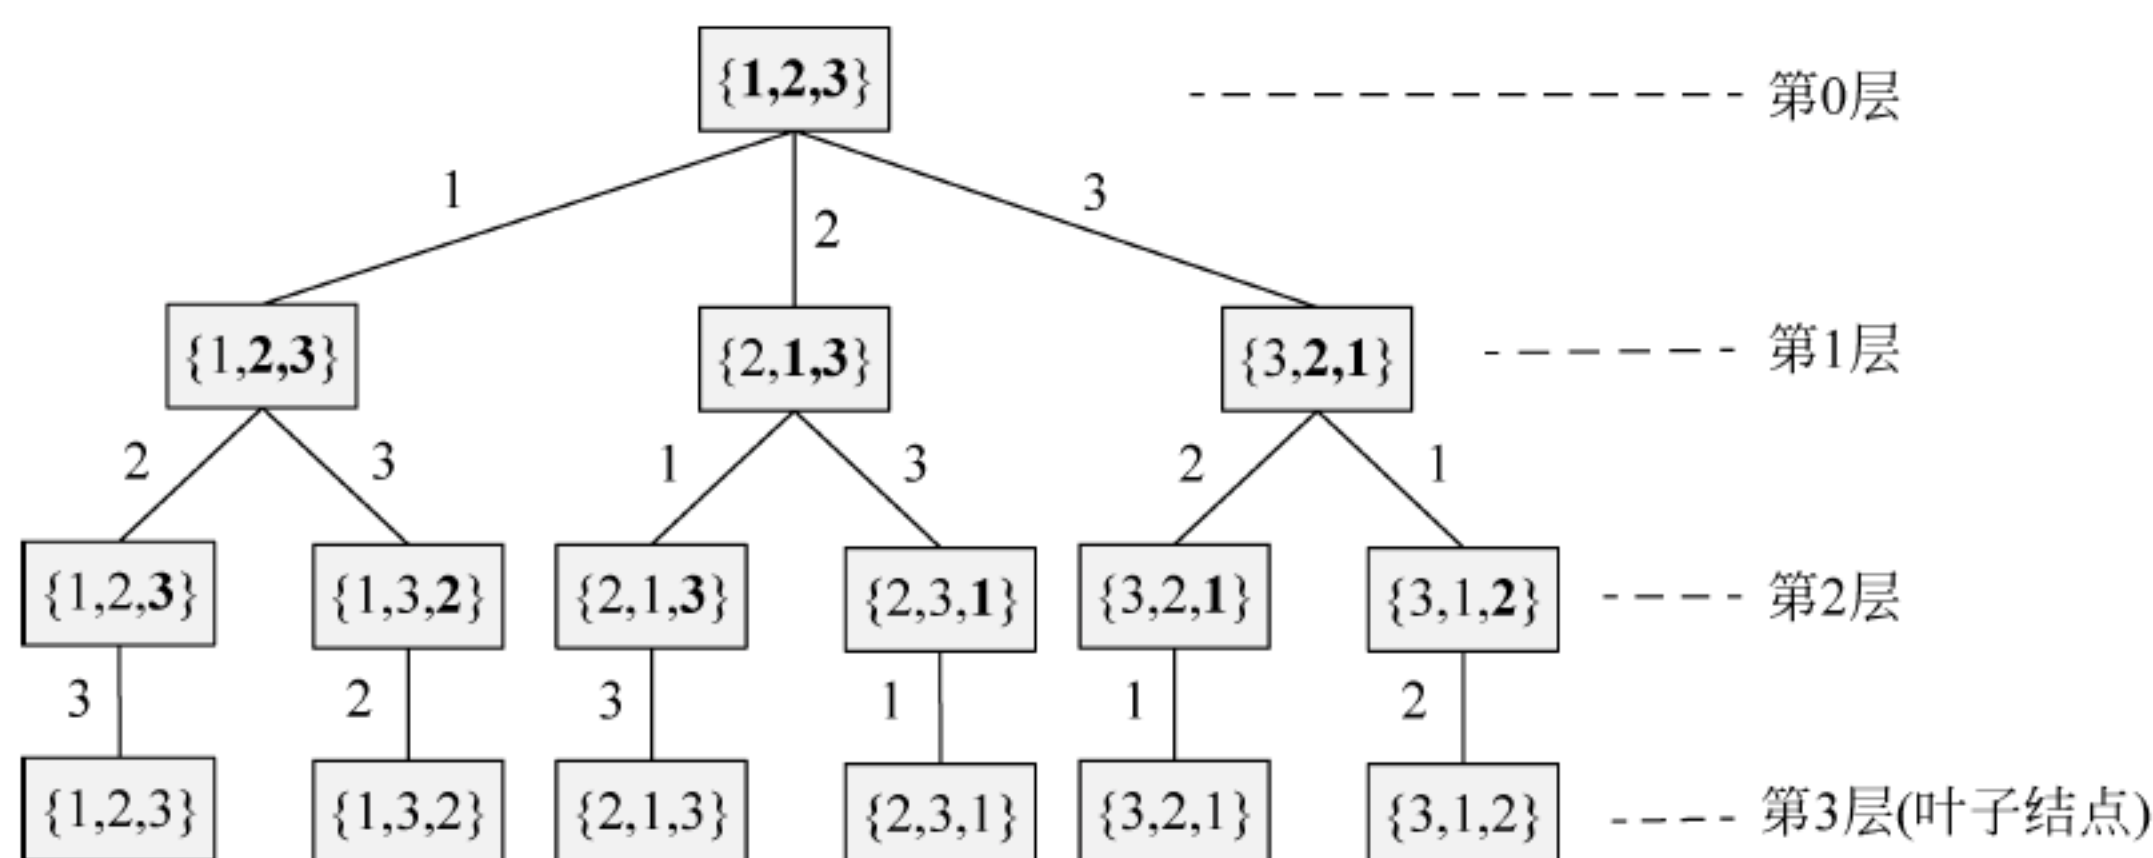 {1,2,3} 第0层
1 2 3
{1,2,3} {2,1,3} {3,2,1} 第1层
2 3 1 3 2 1
{1,2,3} {1,3,2} {2,1,3} {2,3,1} {3,2,1} {3,1,2} 第2层
3 2 3 1 1 2
{1,2,3} {1,3,2} {2,1,3} {2,3,1} {3,2,1} {3,1,2} 第3层(叶子结点)